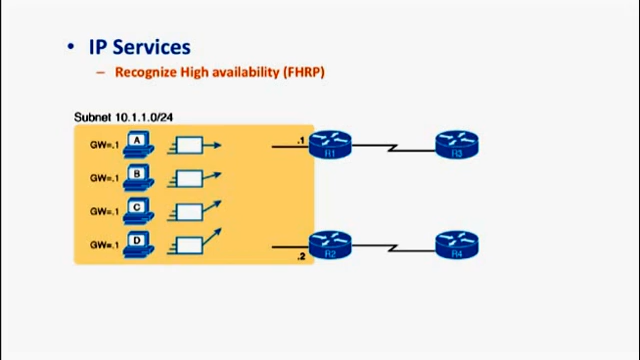 • IP Services
– Recognize High availability (FHRP)
Subnet 10.1.1.0/24
GW=.1 A
.1
R1
R3
GW=.1 B
GW=.1 C
GW=.1 D
.2
R2
R4